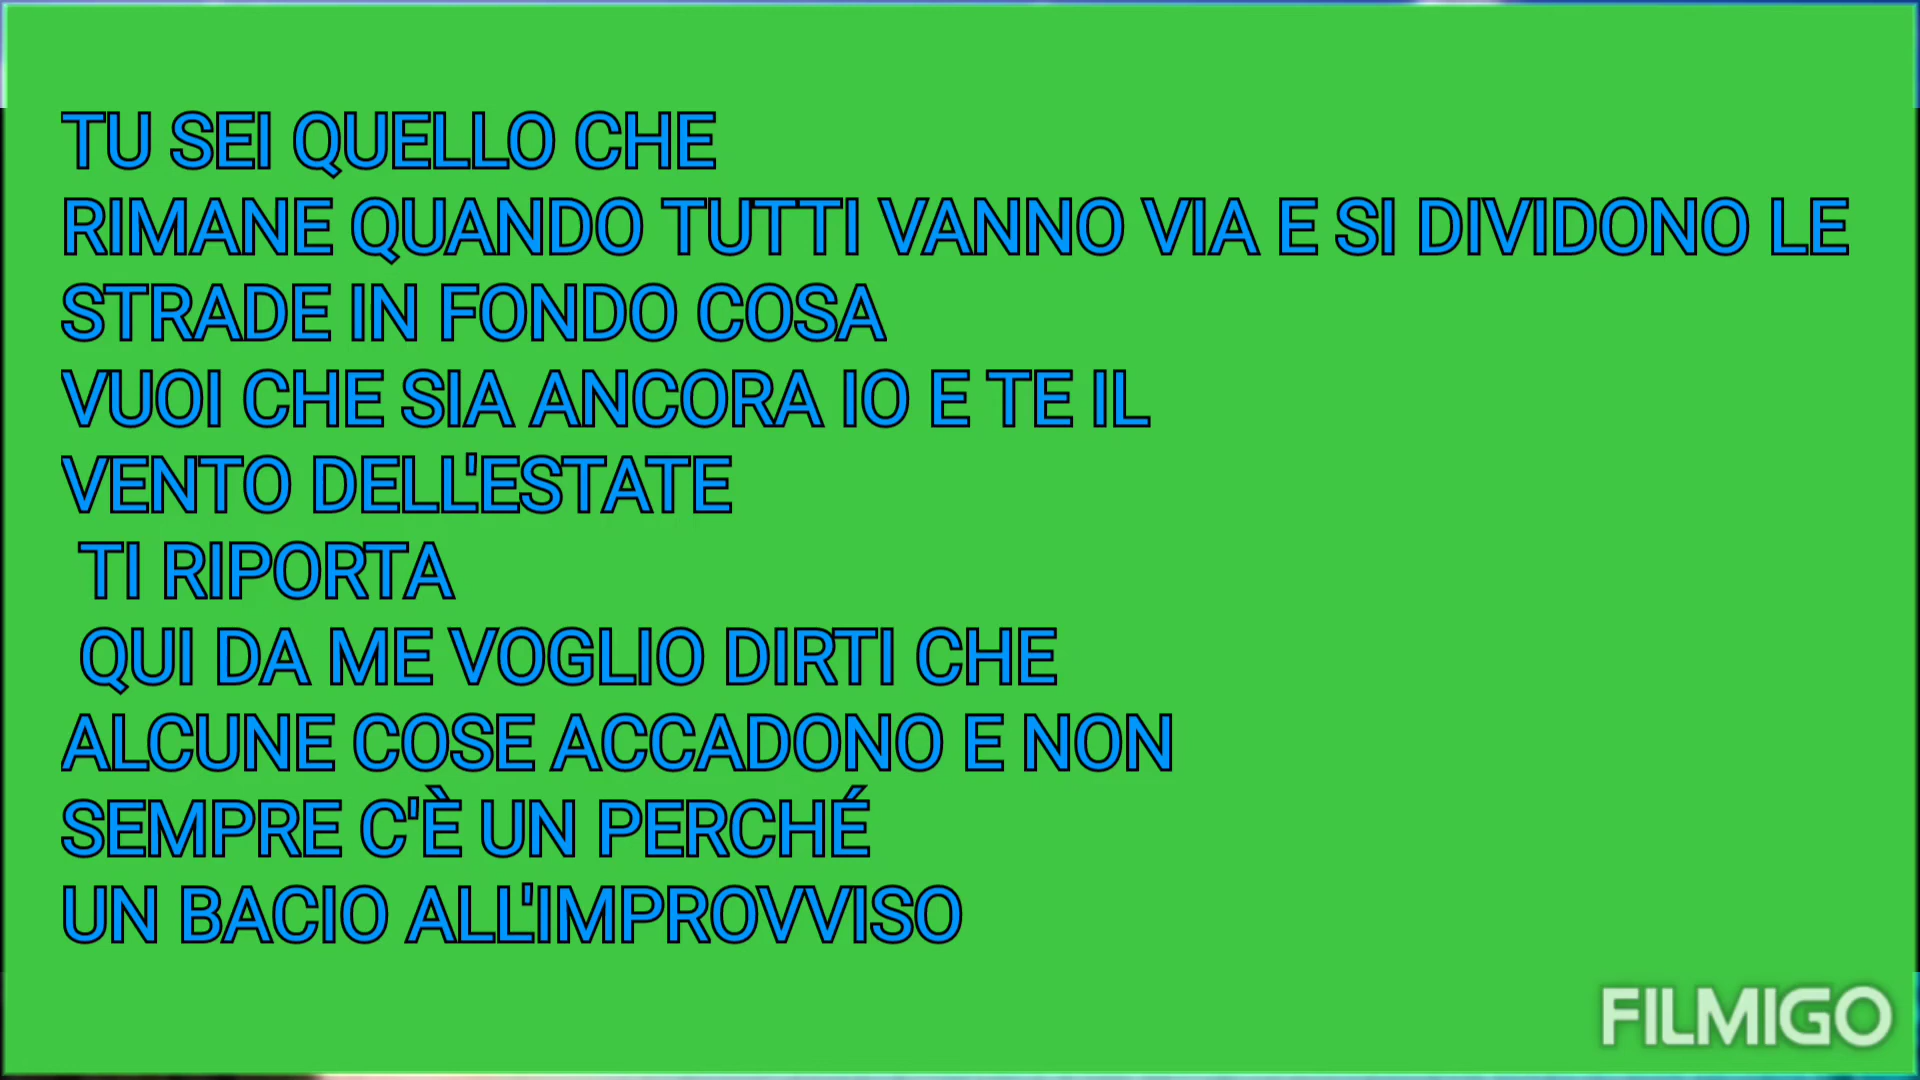 TU SEI QUELLO CHE
RIMANE QUANDO TUTTI VANNO VIA E SI DIVIDONO LE
STRADE IN FONDO COSA
VUOI CHE SIA ANCORA IO E TE IL
VENTO DELL'ESTATE
TI RIPORTA
QUI DA ME VOGLIO DIRTI CHE
ALCUNE COSE ACCADONO E NON
SEMPRE C'È UN PERCHÉ
UN BACIO ALL'IMPROVVISO
FILMIGO